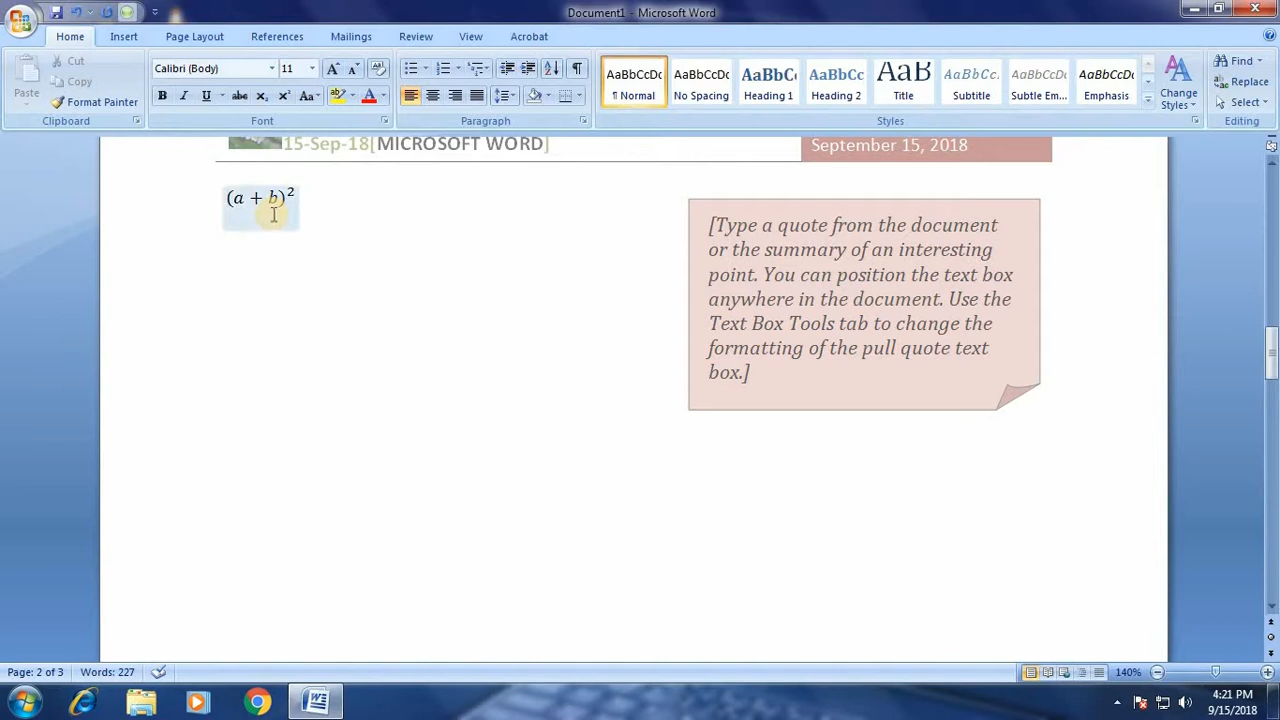 Document1 - Microsoft Word
Home Insert Page Layout References Mailings Review View Acrobat
Paste
Cut
Copy
Format Painter
Clipboard
Calibri (Body) 11
Font
Paragraph
AaBbCcDc AaBbCcDc AaBbCc AaBbCc AaB AaBbCc. AaBbCcDc AaBbCcDc
¶ Normal No Spacing Heading 1 Heading 2 Title Subtitle Subtle Em... Emphasis
Change Styles
Styles
Find
Replace
Select
Editing
15-Sep-18[MICROSOFT WORD]
September 15, 2018
(a + b)²
[Type a quote from the document
or the summary of an interesting
point. You can position the text box
anywhere in the document. Use the
Text Box Tools tab to change the
formatting of the pull quote text
box.]
Page: 2 of 3 Words: 227 140%
4:21 PM
9/15/2018